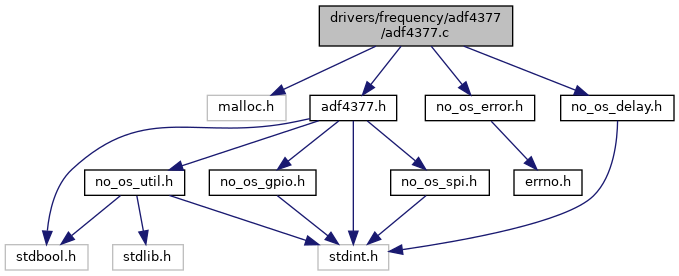 drivers/frequency/adf4377
/adf4377.c
malloc.h
adf4377.h
no_os_error.h
no_os_delay.h
no_os_util.h
no_os_gpio.h
no_os_spi.h
errno.h
stdbool.h
stdlib.h
stdint.h